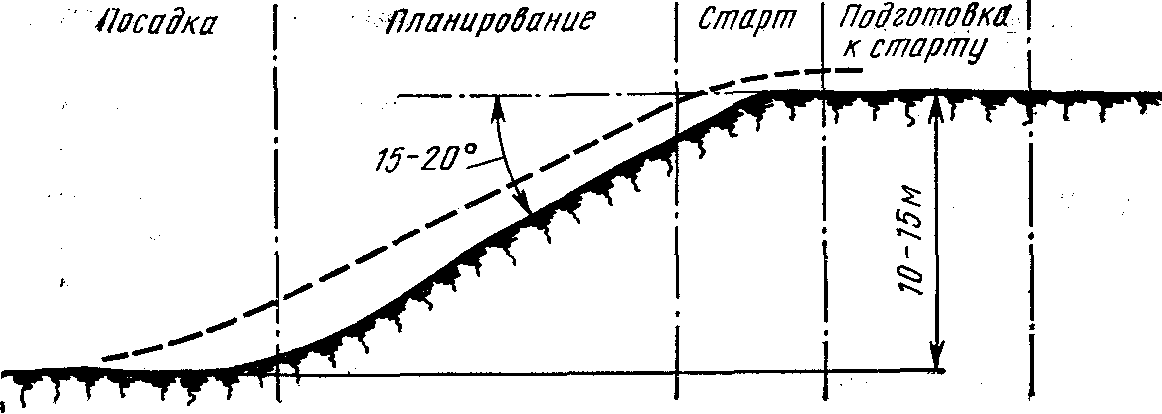 Посадка
Планирование
Старт
Подготовка
к старту
15-20°
10-15м